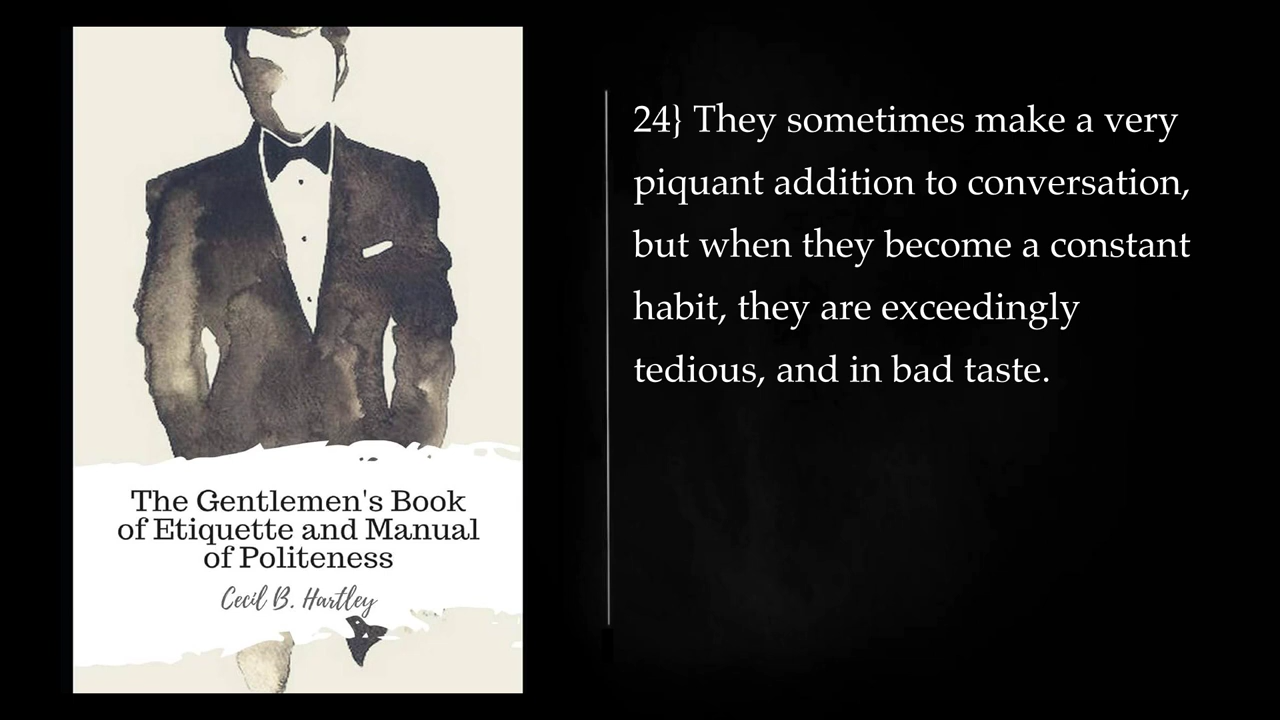 The Gentlemen's Book
of Etiquette and Manual
of Politeness
Cecil B. Hartley
24} They sometimes make a very
piquant addition to conversation,
but when they become a constant
habit, they are exceedingly
tedious, and in bad taste.